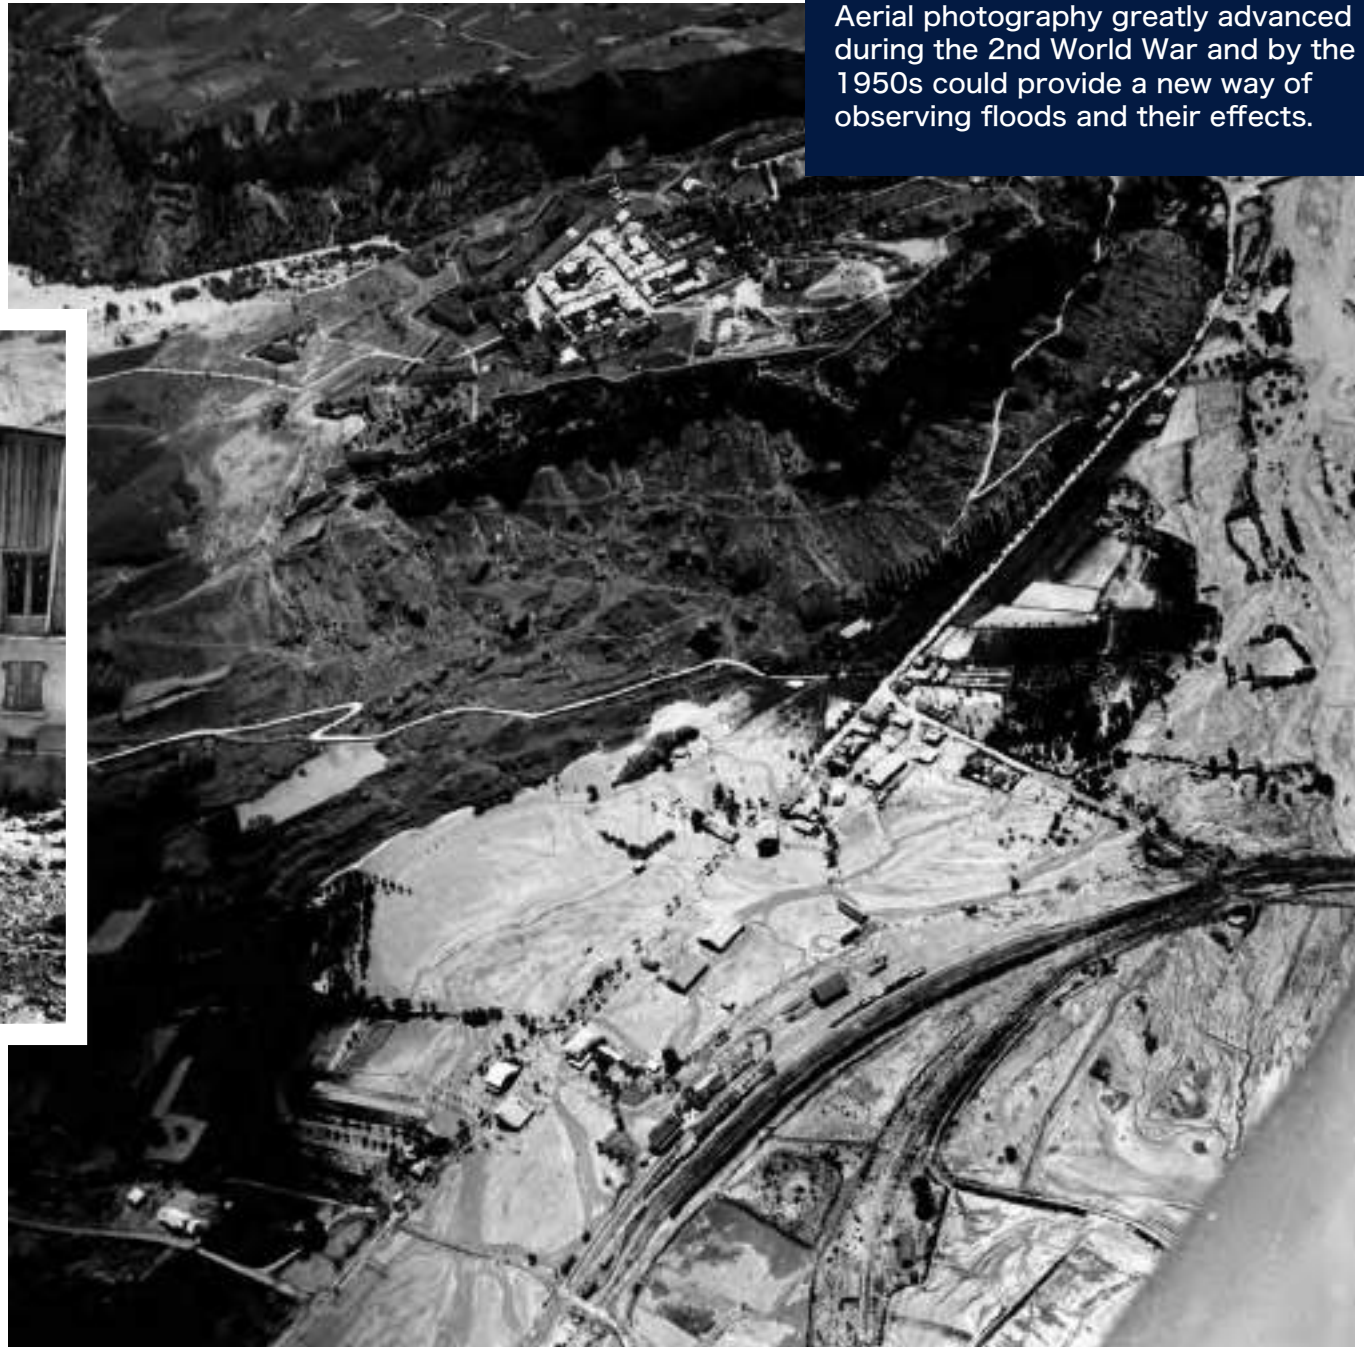 Aerial photography greatly advanced
during the 2nd World War and by the
1950s could provide a new way of
observing floods and their effects.